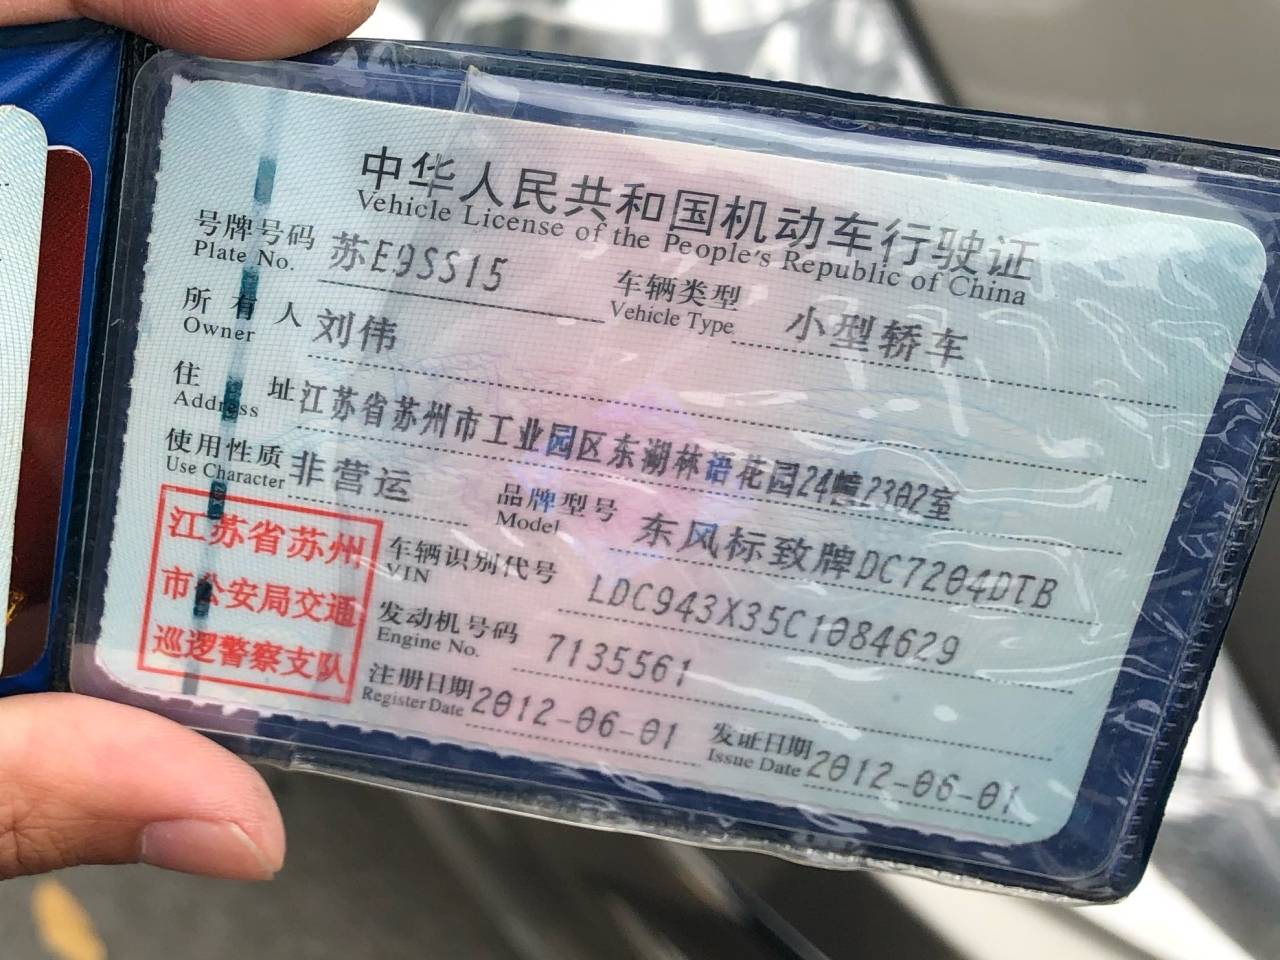 中华人民共和国机动车行驶证
Vehicle License of the People's Republic of China
号牌号码 苏E9SS15 车辆类型 小型轿车
Plate No. Vehicle Type
所有人 刘伟
Owner
住址 江苏省苏州市工业园区东湖林语花园24幢2302室
Address
使用性质 非营运 品牌型号 东风标致牌DC7204DTB
Use Character Model
车辆识别代号 LDC943X35C1084629
VIN
发动机号码 7135561
Engine No.
注册日期 2012-06-01 发证日期 2012-06-01
Register Date Issue Date
江苏省苏州
市公安局交通
巡逻警察支队